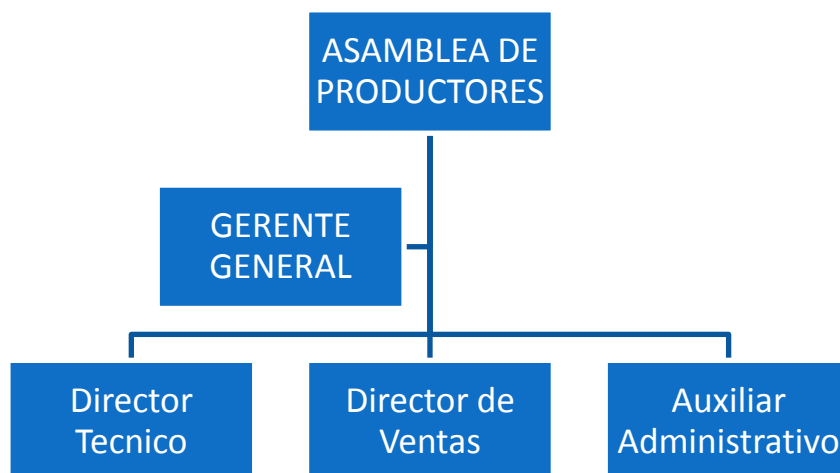 ASAMBLEA DE
PRODUCTORES
GERENTE
GENERAL
Director
Tecnico
Director de
Ventas
Auxiliar
Administrativo